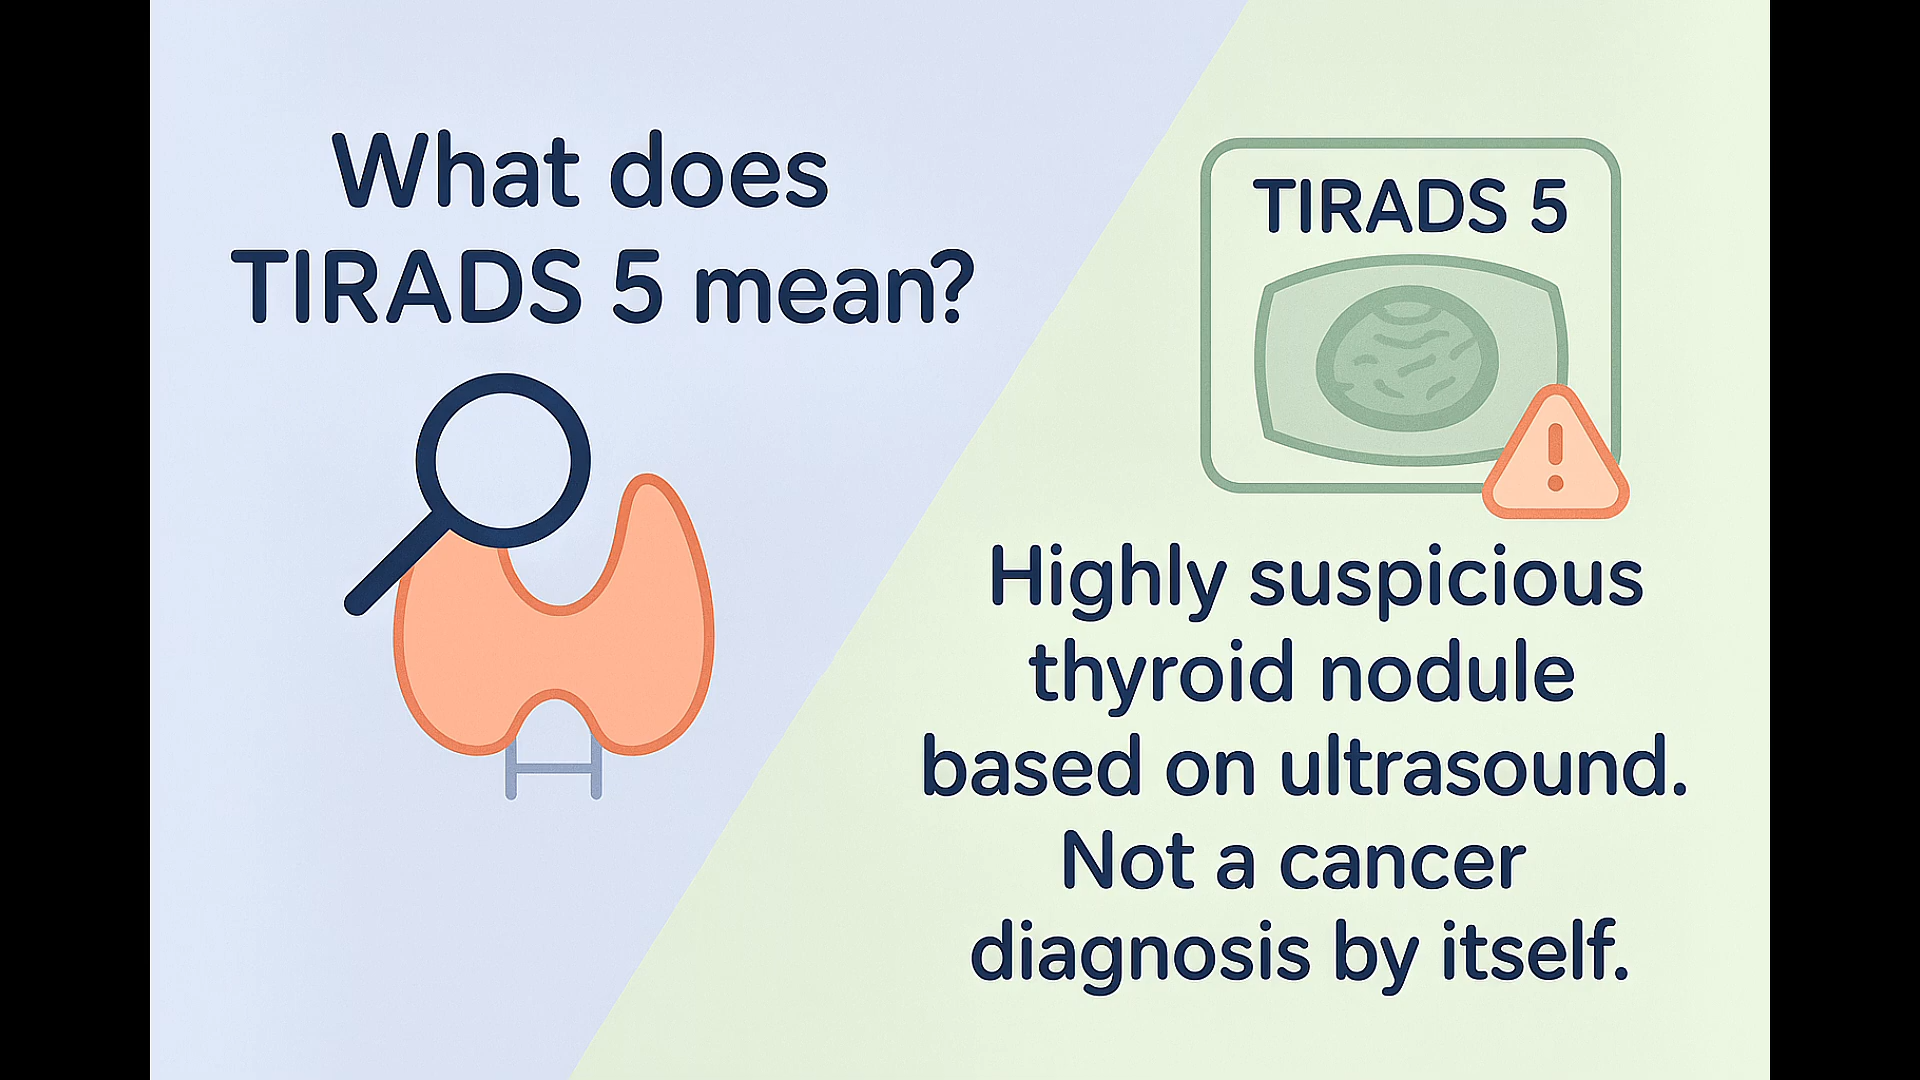 What does
TIRADS 5 mean?
TIRADS 5
Highly suspicious
thyroid nodule
based on ultrasound.
Not a cancer
diagnosis by itself.